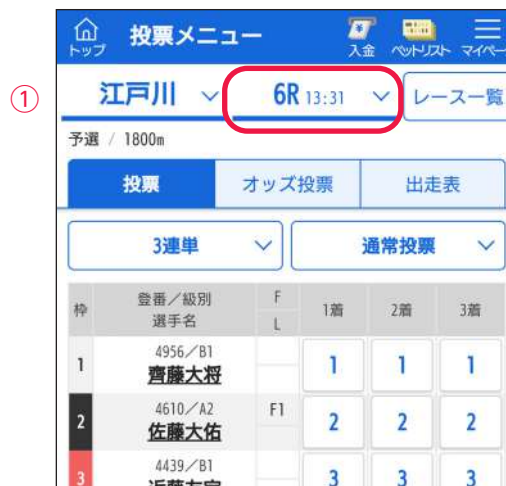 投票メニュー
トップ
入金 ベットリスト マイペー
①
江戸川 6R 13:31 レース一覧
予選 / 1800m
投票 オッズ投票 出走表
3連単 通常投票
枠 登番/級別 選手名 F L 1着 2着 3着
1 4956/B1 1 1 1
齊藤大将
2 4610/A2 F1 2 2 2
佐藤大佑
3 4439/B1 3 3 3